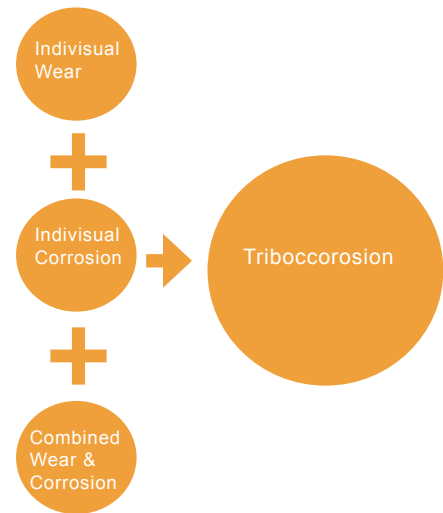 Indivisual
Wear
Indivisual
Corrosion
Triboccorosion
Combined
Wear &
Corrosion